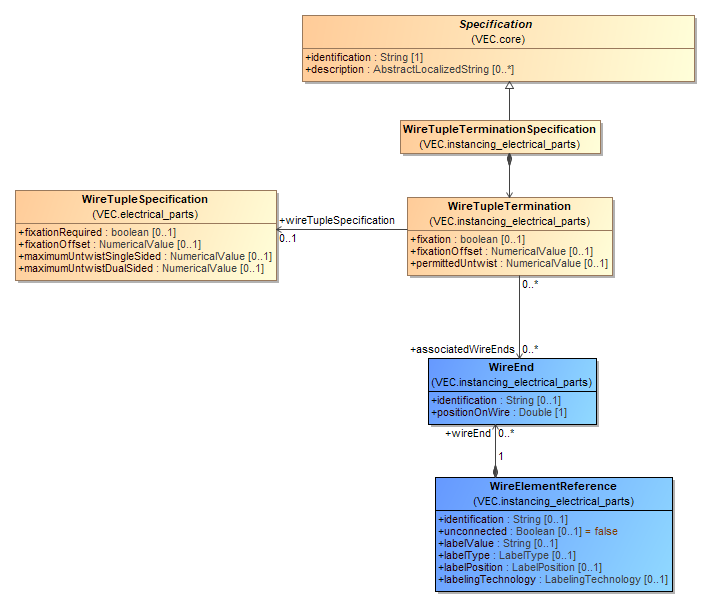 Specification
(VEC.core)
+identification : String [1]
+description : AbstractLocalizedString [0..*]
WireTupleTerminationSpecification
(VEC.instancing_electrical_parts)
WireTupleSpecification
(VEC.electrical_parts)
+fixationRequired : boolean [0..1]
+fixationOffset : NumericalValue [0..1]
+maximumUntwistSingleSided : NumericalValue [0..1]
+maximumUntwistDualSided : NumericalValue [0..1]
+wireTupleSpecification
0..1
WireTupleTermination
(VEC.instancing_electrical_parts)
+fixation : boolean [0..1]
+fixationOffset : NumericalValue [0..1]
+permittedUntwist : NumericalValue [0..1]
0..*
+associatedWireEnds 0..*
WireEnd
(VEC.instancing_electrical_parts)
+identification : String [0..1]
+positionOnWire : Double [1]
+wireEnd 0..*
1
WireElementReference
(VEC.instancing_electrical_parts)
+identification : String [0..1]
+unconnected : Boolean [0..1] = false
+labelValue : String [0..1]
+labelType : LabelType [0..1]
+labelPosition : LabelPosition [0..1]
+labelingTechnology : LabelingTechnology [0..1]